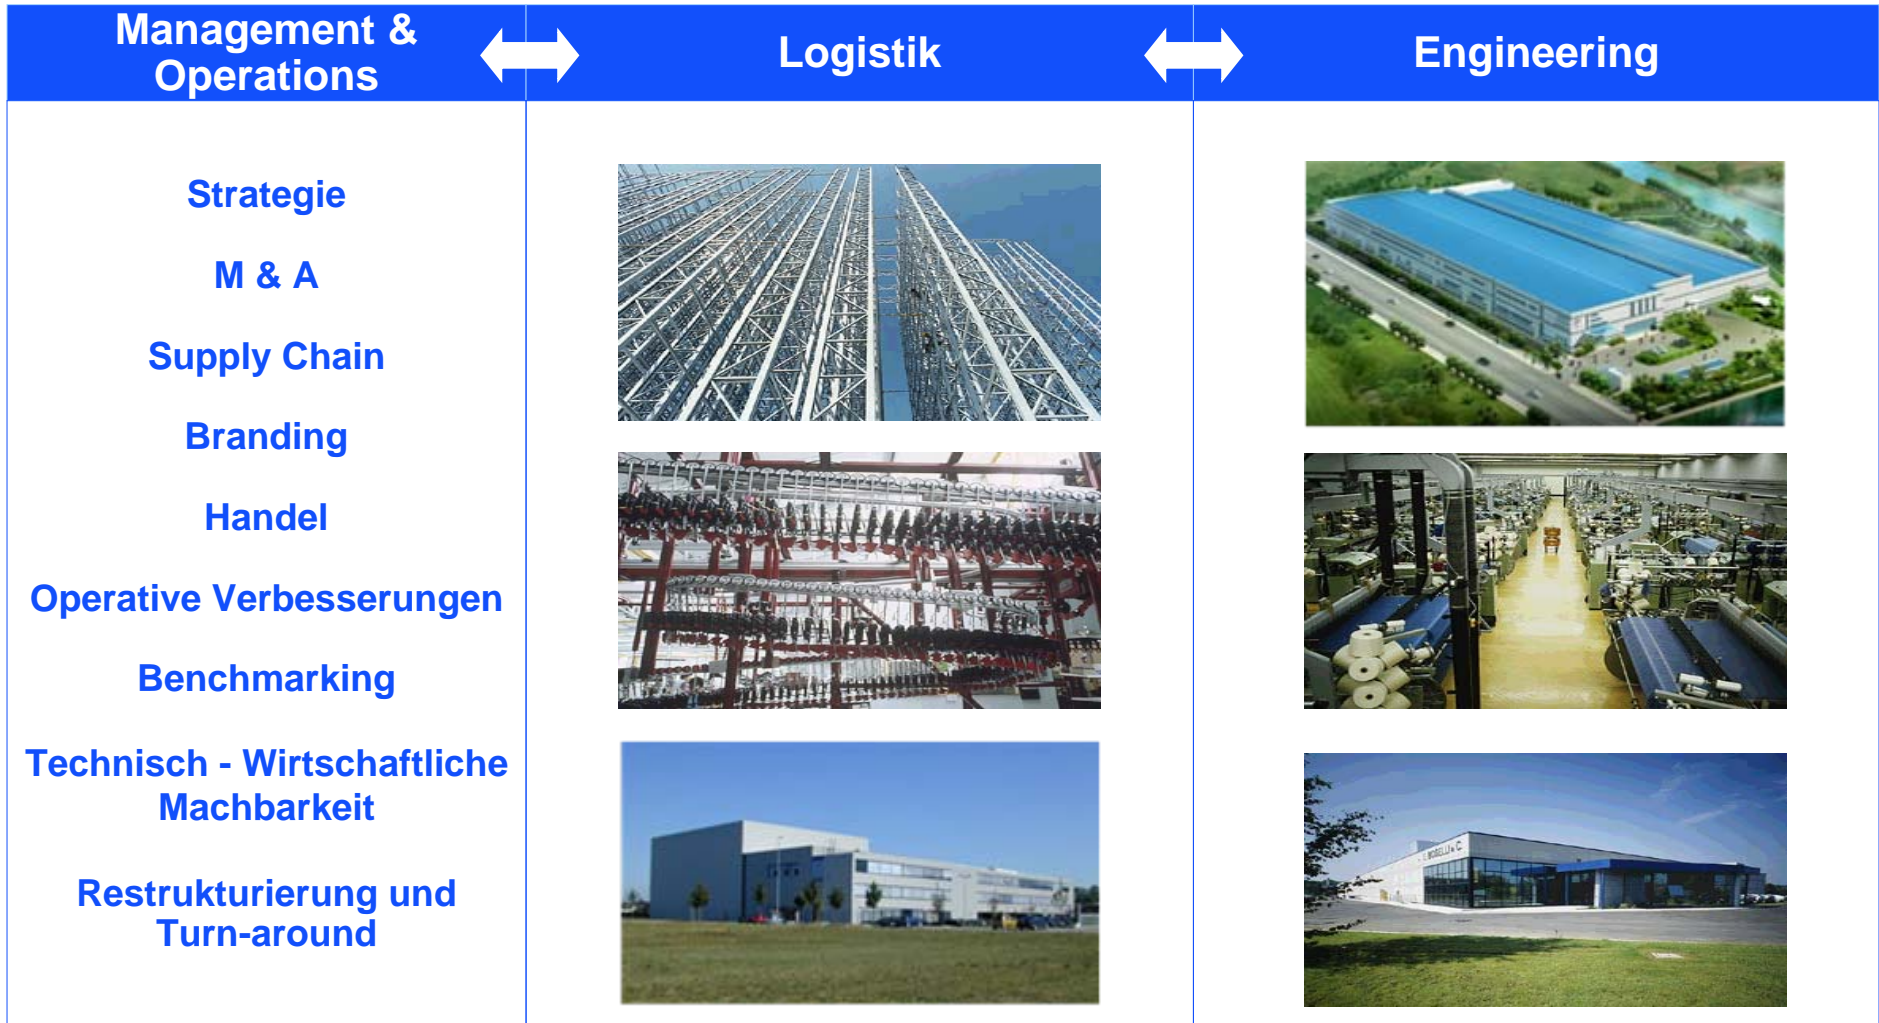 Management &
Operations
Logistik
Engineering
Strategie
M & A
Supply Chain
Branding
Handel
Operative Verbesserungen
Benchmarking
Technisch - Wirtschaftliche
Machbarkeit
Restrukturierung und
Turn-around